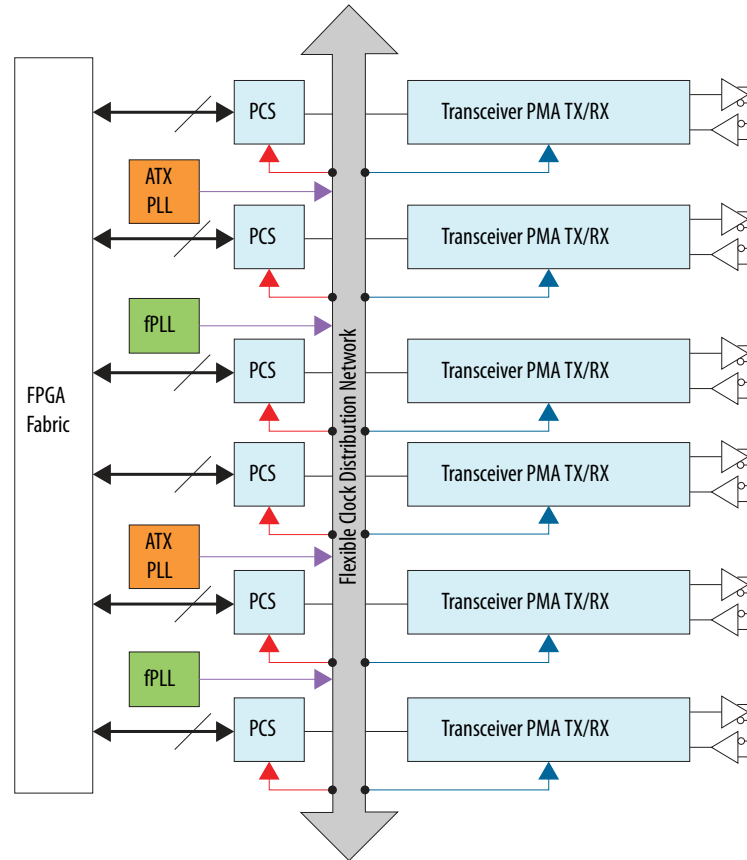 PCS
Transceiver PMA TX/RX
ATX
PLL
PCS
Transceiver PMA TX/RX
fPLL
PCS
Transceiver PMA TX/RX
FPGA
Fabric
Flexible Clock Distribution Network
PCS
Transceiver PMA TX/RX
ATX
PLL
PCS
Transceiver PMA TX/RX
fPLL
PCS
Transceiver PMA TX/RX